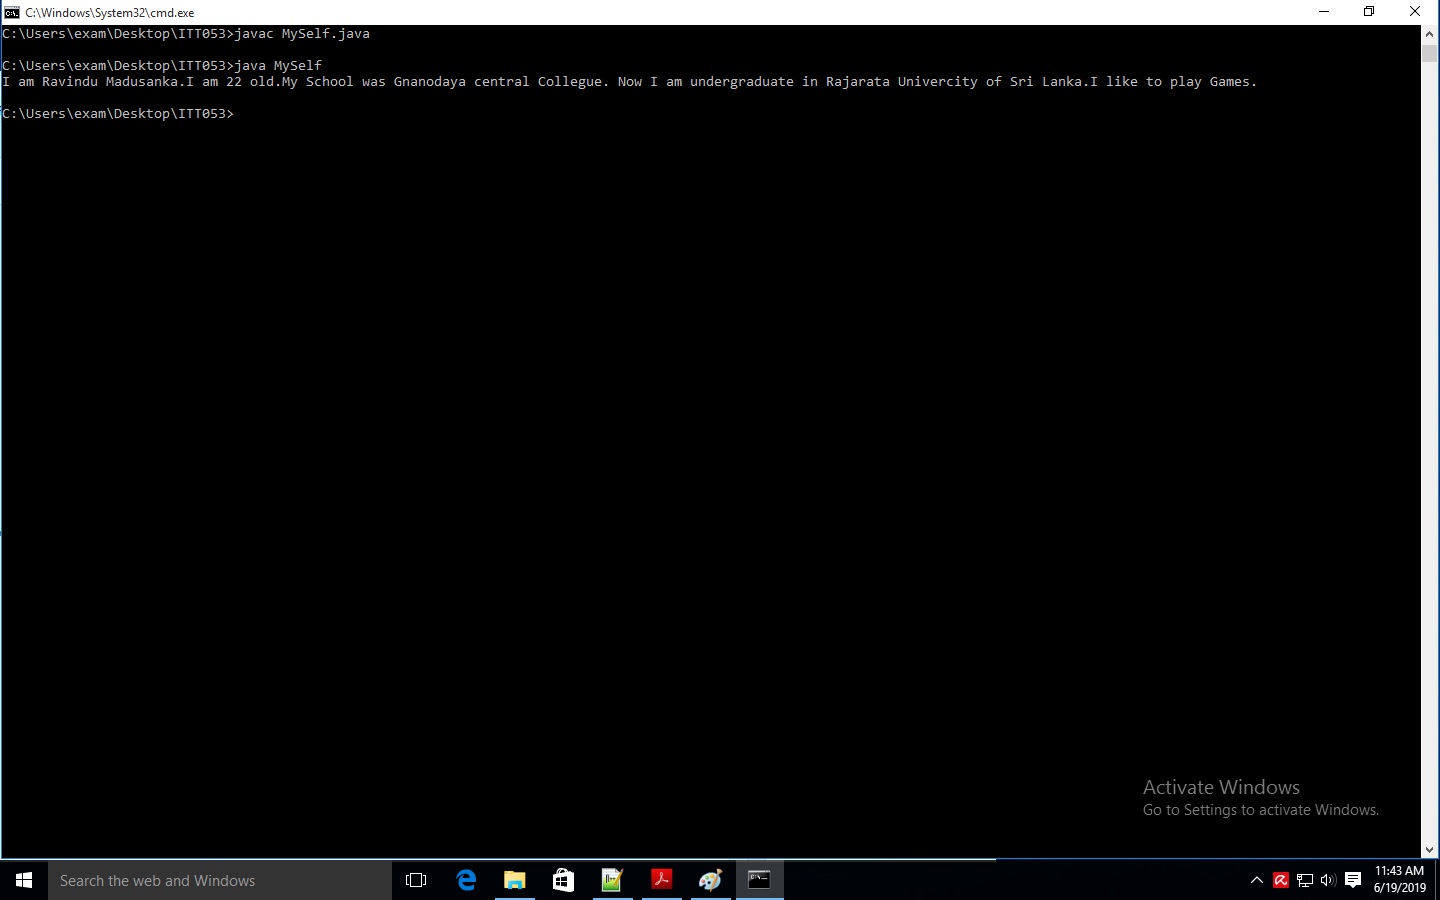 C:\Windows\System32\cmd.exe
C:\Users\exam\Desktop\ITT053>javac MySelf.java
C:\Users\exam\Desktop\ITT053>java MySelf
I am Ravindu Madusanka.I am 22 old.My School was Gnanodaya central Collegue. Now I am undergraduate in Rajarata Univercity of Sri Lanka.I like to play Games.
C:\Users\exam\Desktop\ITT053>
Activate Windows
Go to Settings to activate Windows.
Search the web and Windows
11:43 AM
6/19/2019